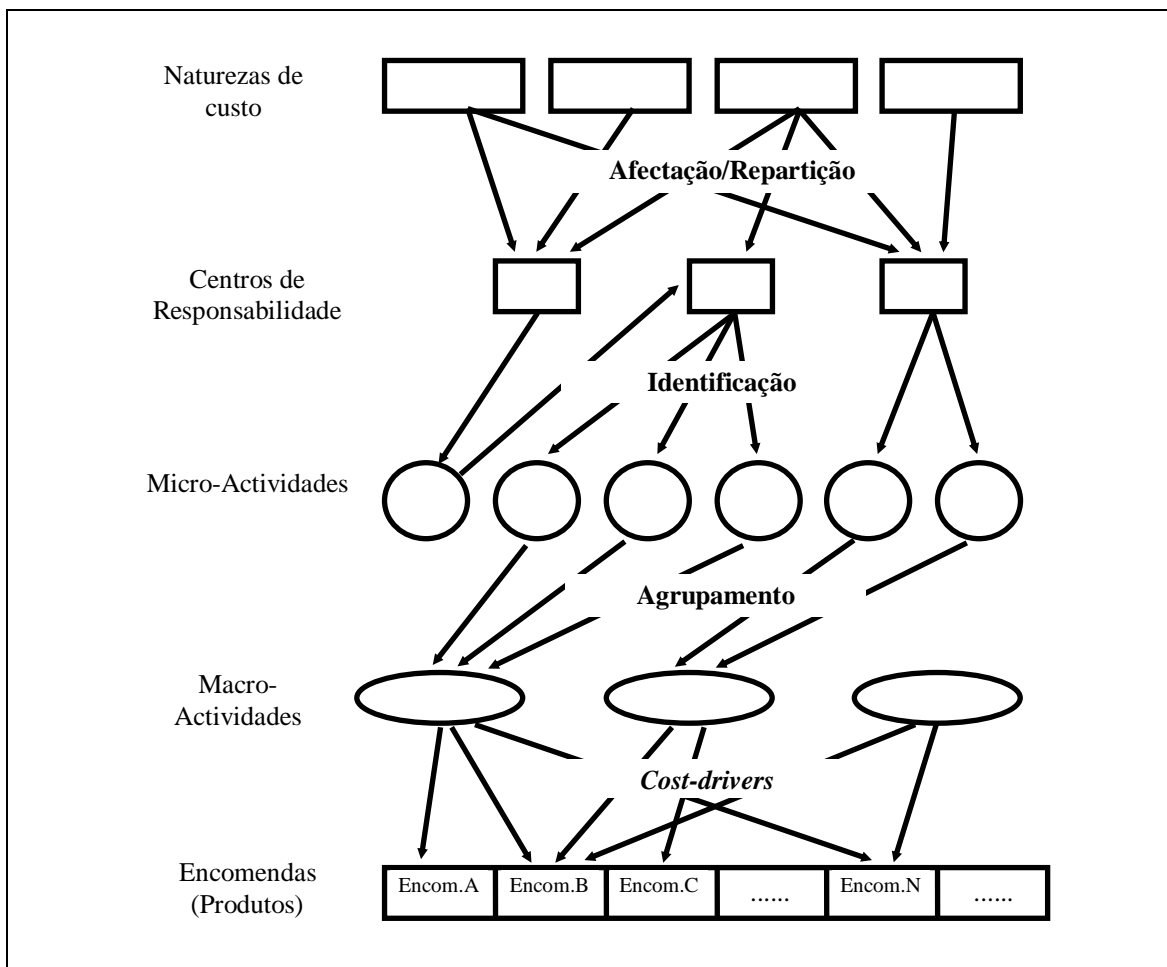 Naturezas de
custo
Afectação/Repartição
Centros de
Responsabilidade
Identificação
Micro-Actividades
Agrupamento
Macro-
Actividades
Cost-drivers
Encomendas
(Produtos)
Encom.A
Encom.B
Encom.C
......
Encom.N
......